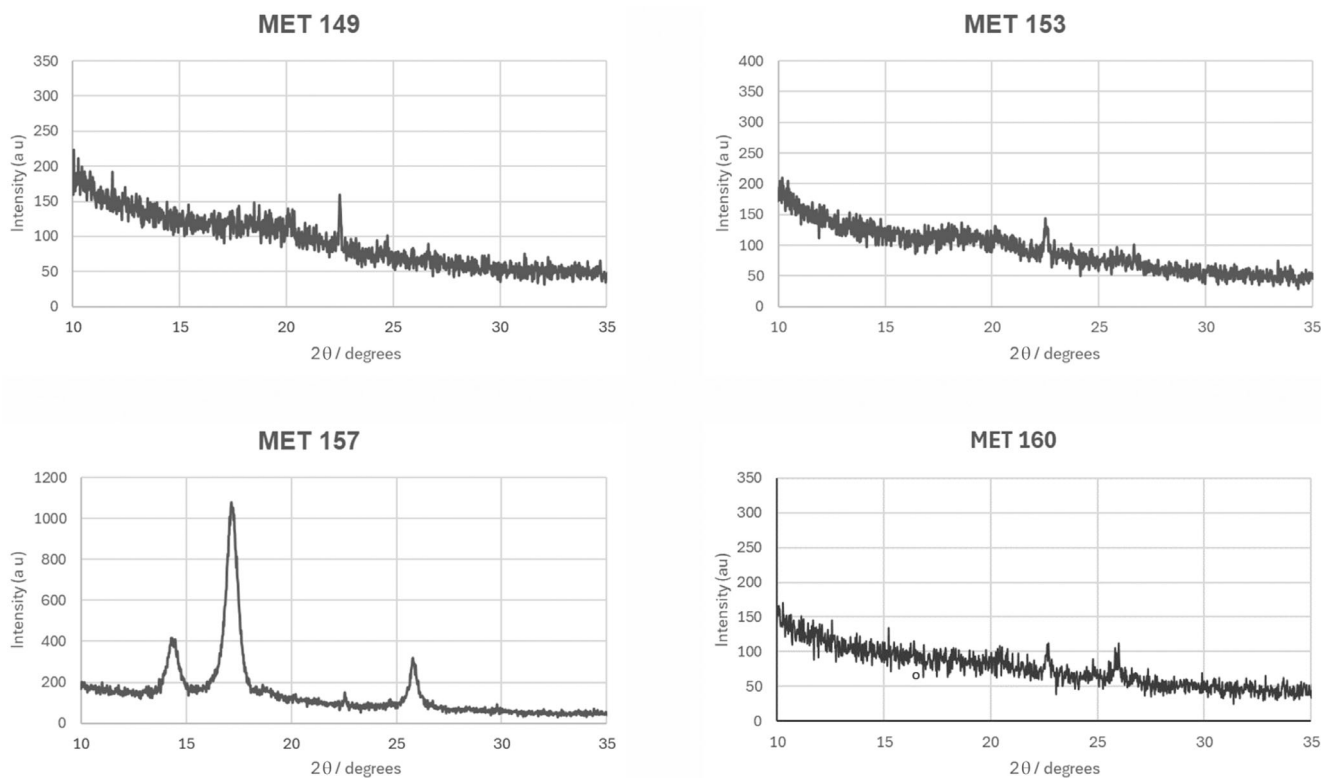 MET 149
350
300
250
200
150
100
50
0
Intensity (a u)
10 15 20 25 30 35
2θ / degrees
MET 153
400
350
300
250
200
150
100
50
0
Intensity (a u)
10 15 20 25 30 35
2θ / degrees
MET 157
1200
1000
800
600
400
200
0
Intensity (a u)
10 15 20 25 30 35
2θ / degrees
MET 160
350
300
250
200
150
100
50
0
Intensity (au)
o
10 15 20 25 30 35
2θ / degrees